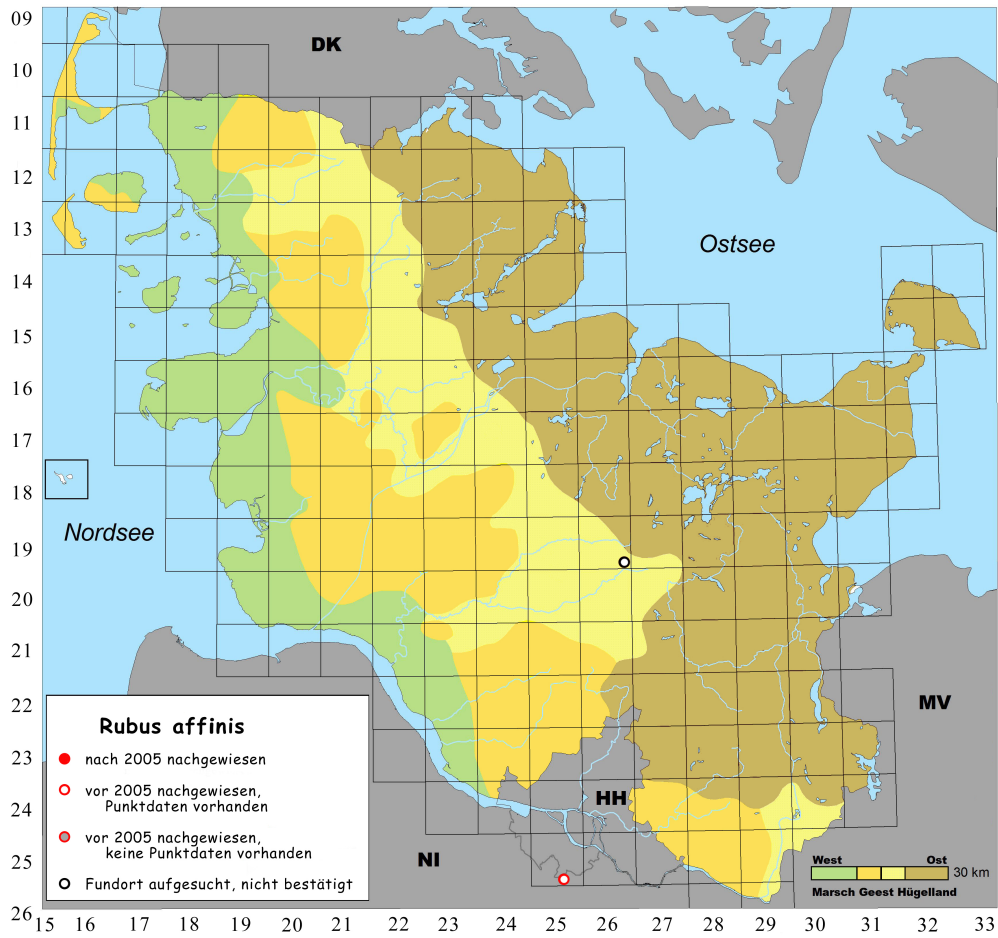 09
10
11
12
13
14
15
16
17
18
19
20
21
22
23
24
25
26
DK
Ostsee
Nordsee
MV
HH
NI
Rubus affinis
nach 2005 nachgewiesen
vor 2005 nachgewiesen,
Punktdaten vorhanden
vor 2005 nachgewiesen,
keine Punktdaten vorhanden
Fundort aufgesucht, nicht bestätigt
West Ost
30 km
Marsch Geest Hügelland
15 16 17 18 19 20 21 22 23 24 25 26 27 28 29 30 31 32 33